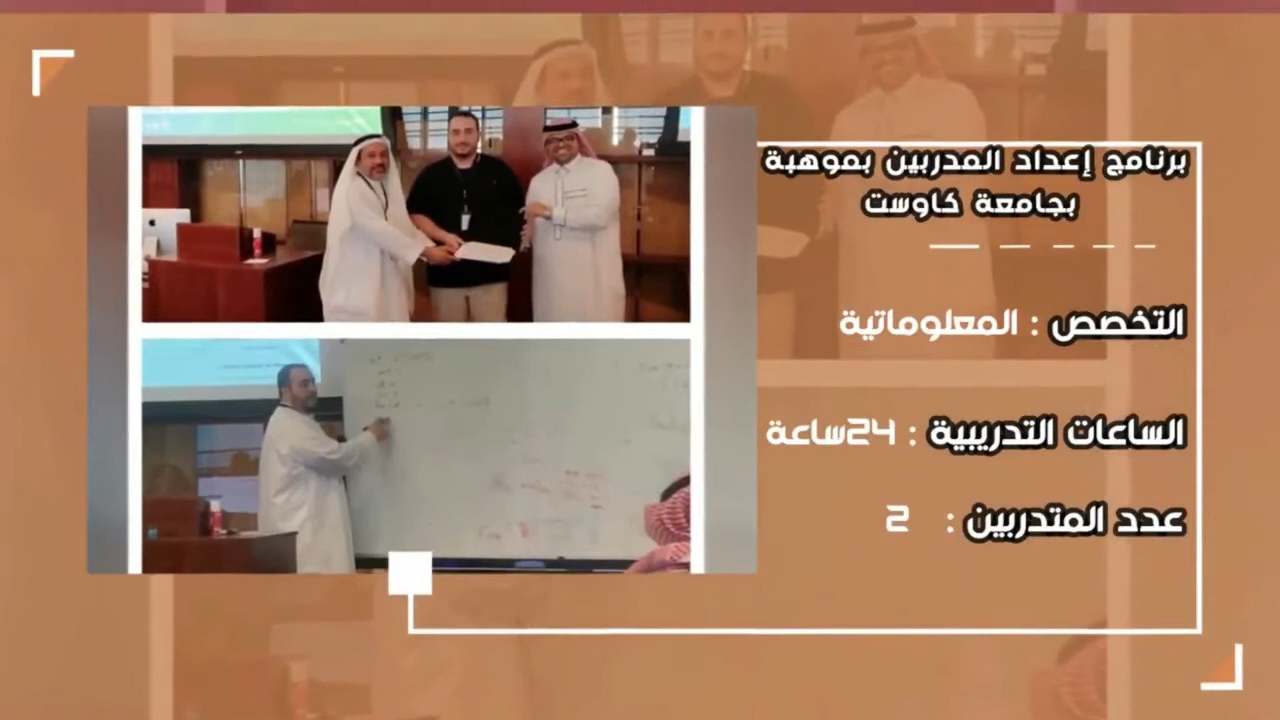 برنامج إعداد المدربين بموهبة
بجامعة كاوست
التخصص : المعلوماتية
الساعات التدريبية : 24ساعة
عدد المتدربين : 2